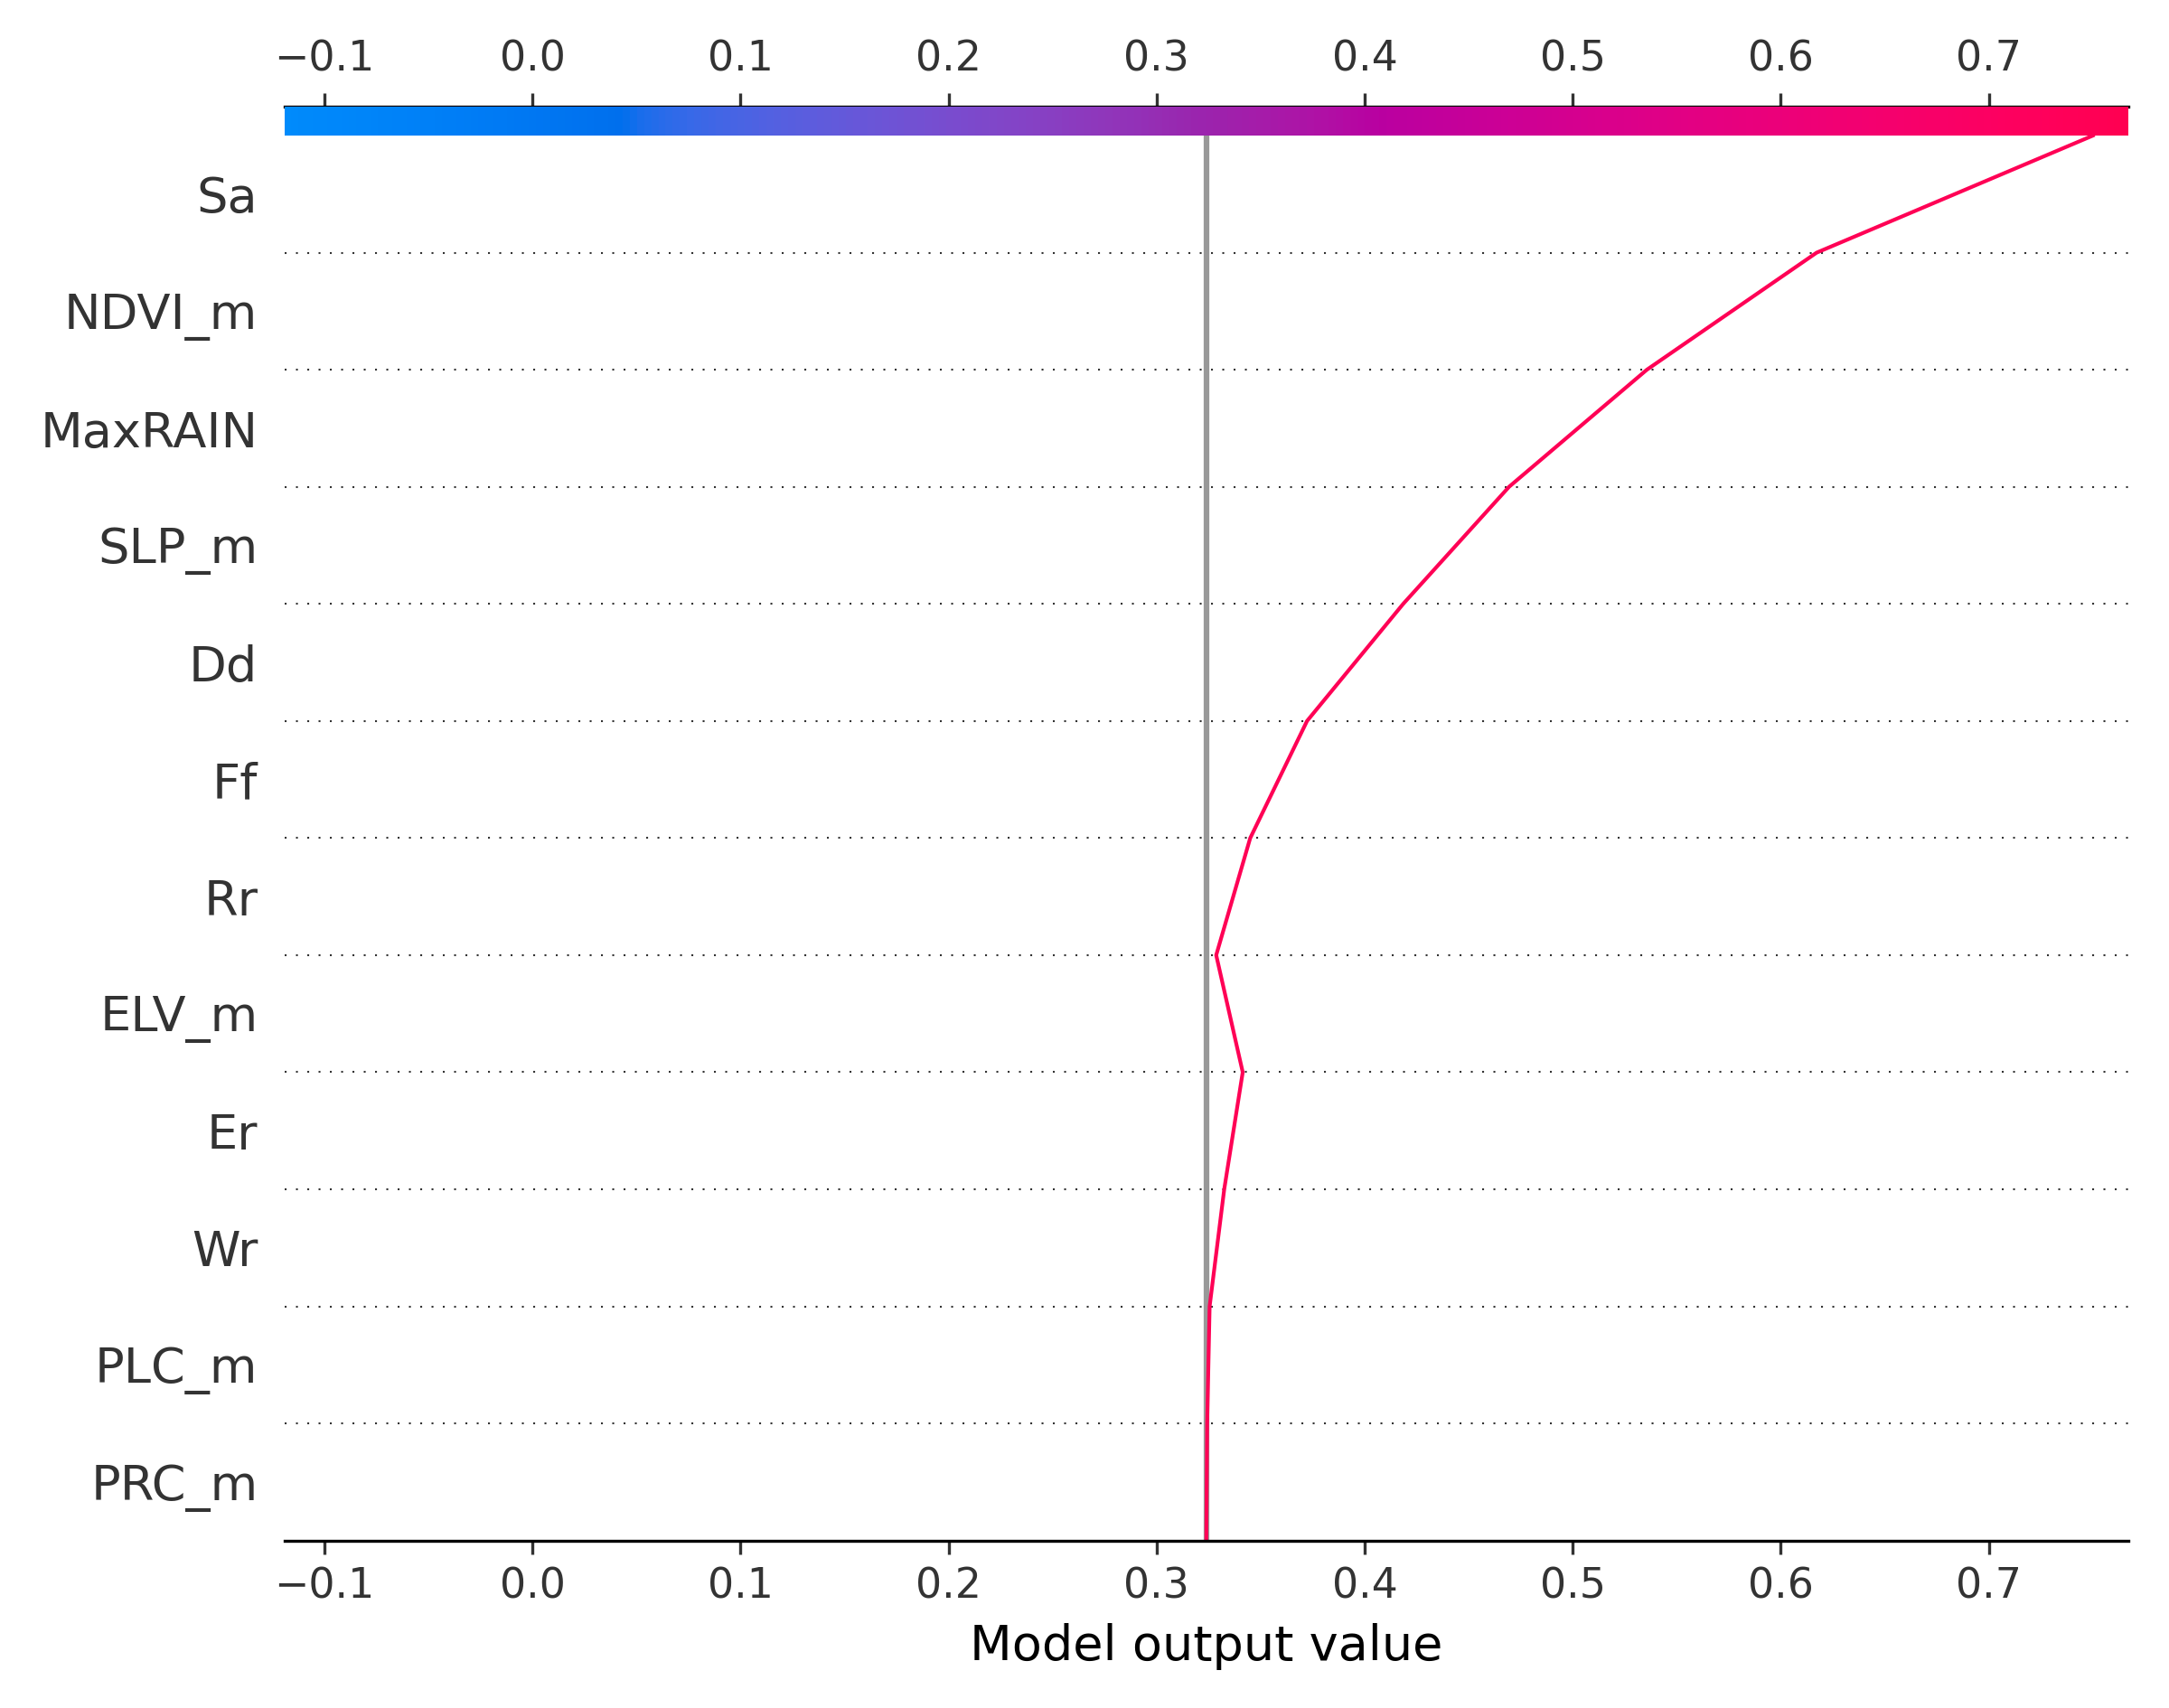 −0.1 0.0 0.1 0.2 0.3 0.4 0.5 0.6 0.7
Sa
NDVI_m
MaxRAIN
SLP_m
Dd
Ff
Rr
ELV_m
Er
Wr
PLC_m
PRC_m
−0.1 0.0 0.1 0.2 0.3 0.4 0.5 0.6 0.7
Model output value